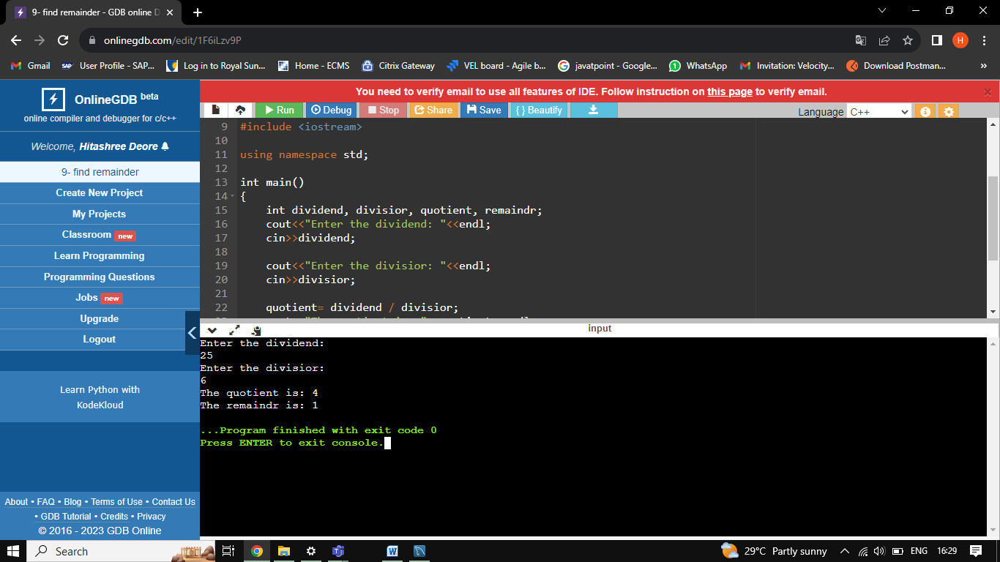 9- find remainder - GDB online D
onlinegdb.com/edit/1F6iLzv9P
H
Gmail
SAP User Profile - SAP...
Log in to Royal Sun...
Home - ECMS
Citrix Gateway
VEL board - Agile b...
javatpoint - Google...
WhatsApp
Invitation: Velocity...
Download Postman...
»
OnlineGDB beta
online compiler and debugger for c/c++
Welcome, Hitashree Deore
9- find remainder
Create New Project
My Projects
Classroom new
Learn Programming
Programming Questions
Jobs new
Upgrade
Logout
Learn Python with
KodeKloud
About • FAQ • Blog • Terms of Use • Contact Us
• GDB Tutorial • Credits • Privacy
© 2016 - 2023 GDB Online
You need to verify email to use all features of IDE. Follow instruction on this page to verify email.
Run Debug Stop Share Save { } Beautify
Language C++
9 #include <iostream>
10
11 using namespace std;
12
13 int main()
14 {
15 int dividend, divisior, quotient, remaindr;
16 cout<<"Enter the dividend: "<<endl;
17 cin>>dividend;
18
19 cout<<"Enter the divisior: "<<endl;
20 cin>>divisior;
21
22 quotient= dividend / divisior;
input
Enter the dividend:
25
Enter the divisior:
6
The quotient is: 4
The remaindr is: 1
...Program finished with exit code 0
Press ENTER to exit console.
Search
29°C Partly sunny
ENG
16:29